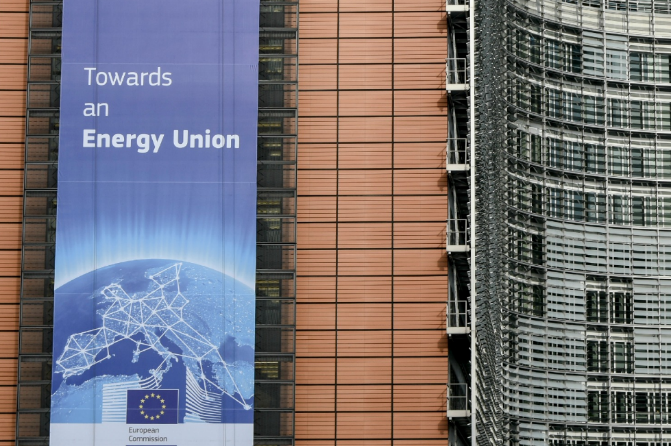 Towards
an
Energy Union
European
Commission